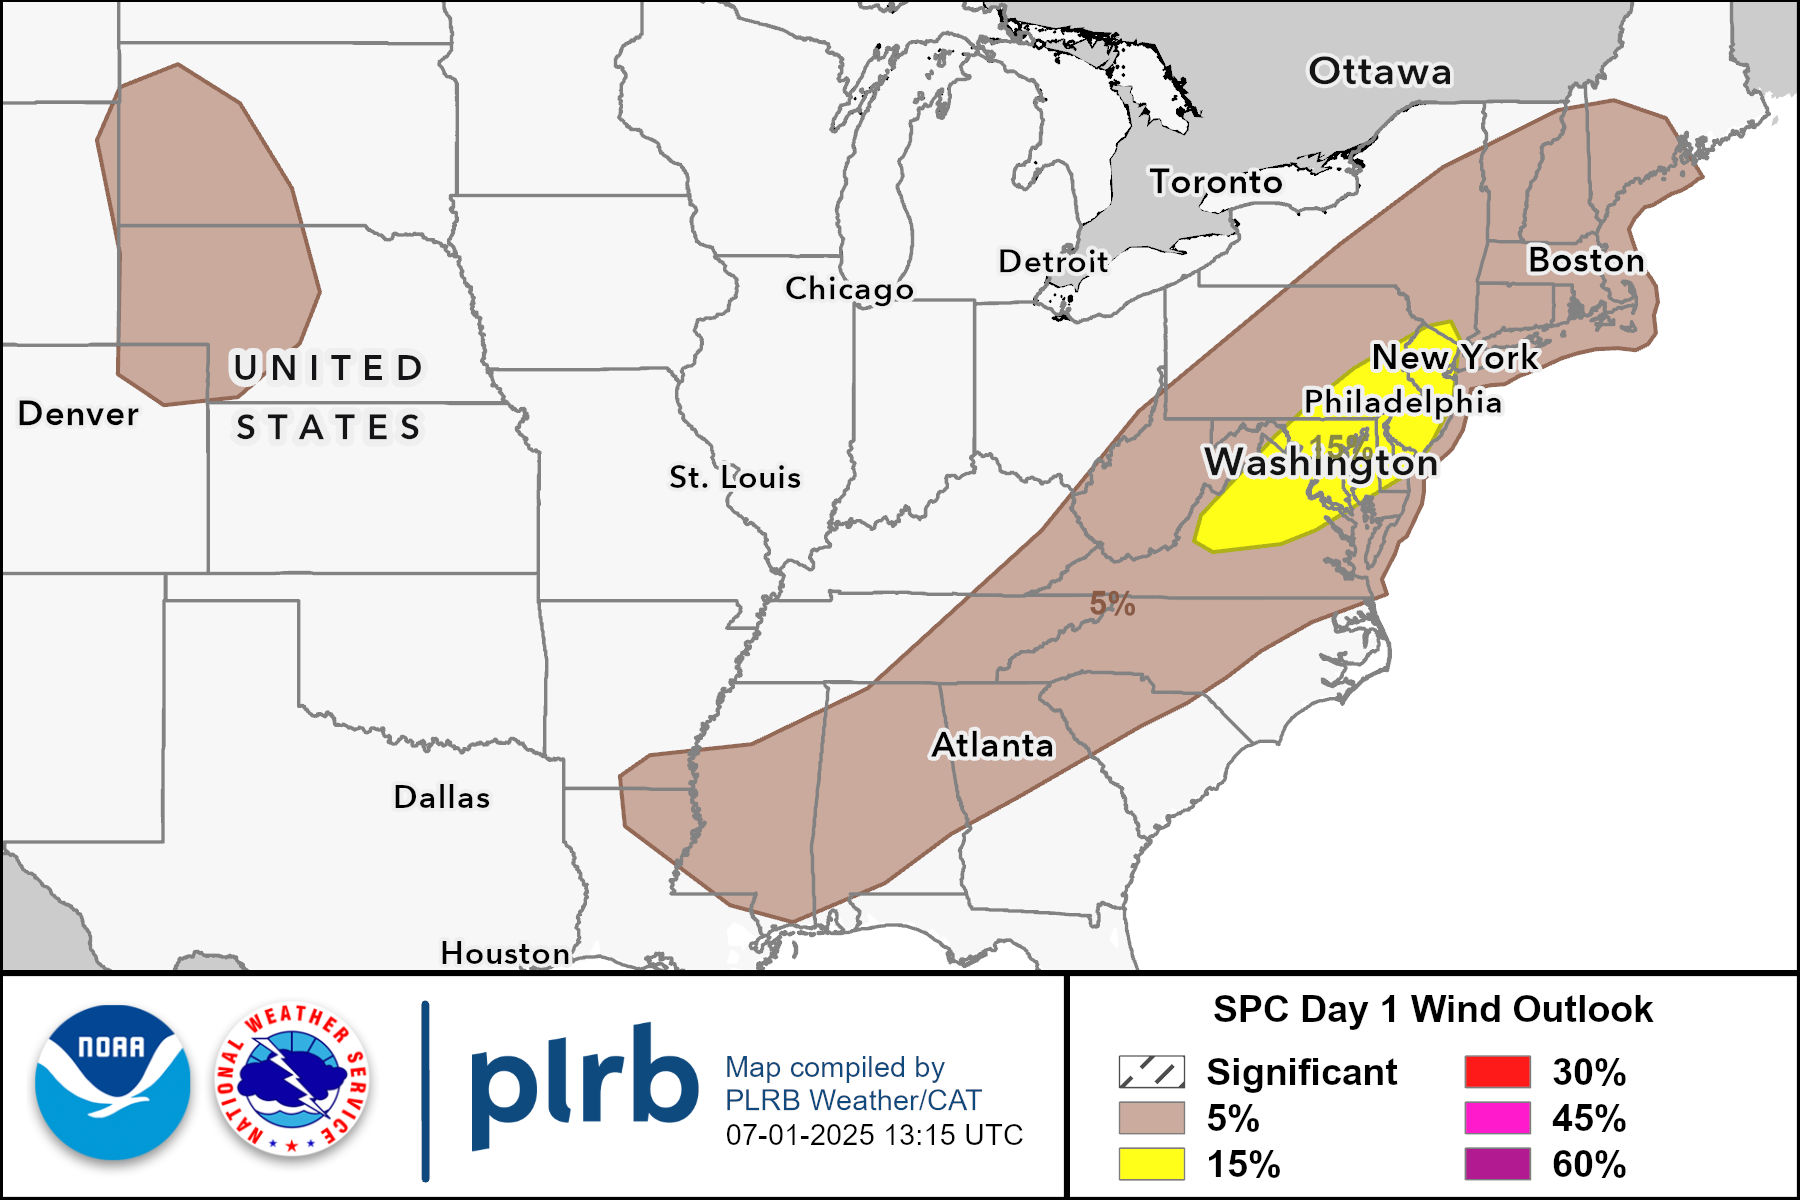 Ottawa
Toronto
Detroit
Boston
Chicago
New York
UNITED
STATES
Denver
Philadelphia
15%
Washington
St. Louis
5%
Atlanta
Dallas
Houston
NOAA
NATIONAL WEATHER SERVICE
plrb
Map compiled by
PLRB Weather/CAT
07-01-2025 13:15 UTC
SPC Day 1 Wind Outlook
Significant
5%
15%
30%
45%
60%